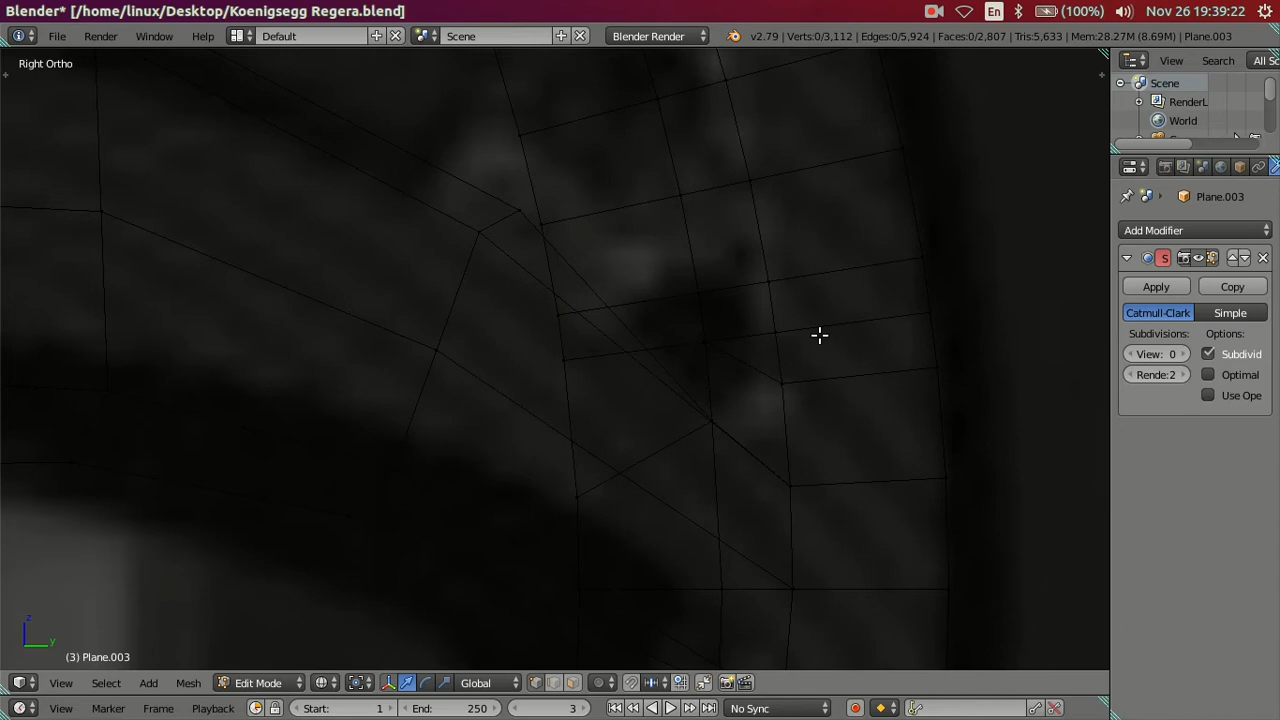 Blender* [/home/linux/Desktop/Koenigsegg Regera.blend]
En (100%) Nov 26 19:39:22
File Render Window Help Default Scene Blender Render v2.79 | Verts:0/3,112 | Edges:0/5,924 | Faces:0/2,807 | Tris:5,633 | Mem:28.27M (8.69M) | Plane.003
Right Ortho
View Search All Sc
Scene
RenderL
World
Plane.003
Add Modifier
S
Apply Copy
Catmull-Clark Simple
Subdivisions: Options:
View: 0 Subdivid
Rende:2 Optimal
Use Ope
z
y
(3) Plane.003
View Select Add Mesh Edit Mode Global
View Marker Frame Playback Start: 1 End: 250 3 No Sync